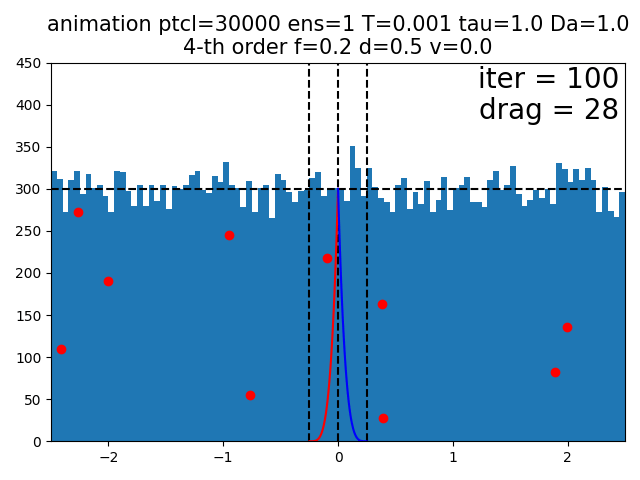 animation ptcl=30000 ens=1 T=0.001 tau=1.0 Da=1.0
4-th order f=0.2 d=0.5 v=0.0
iter = 100
drag = 28
450
400
350
300
250
200
150
100
50
0
−2 −1 0 1 2